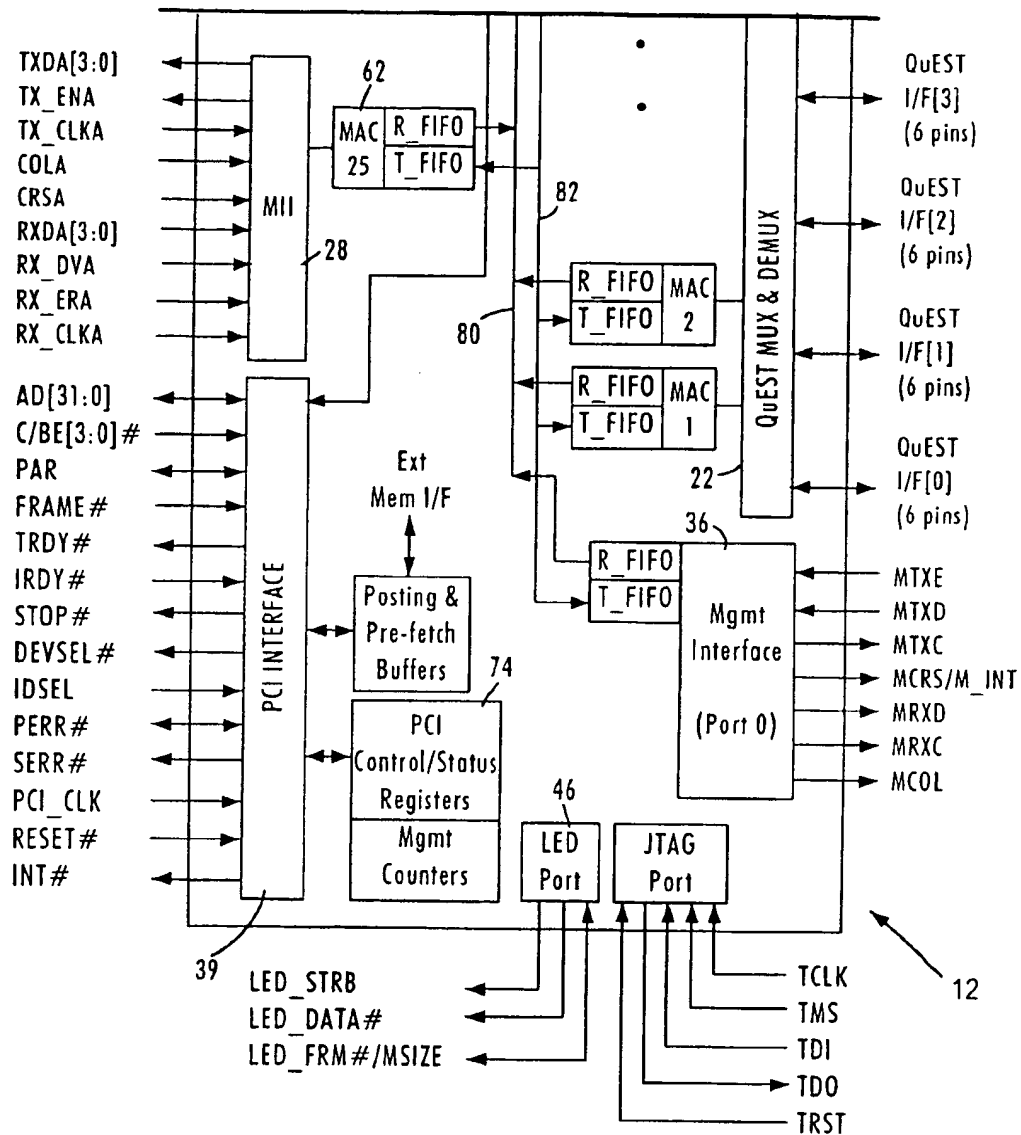 TXDA[3:0]
TX_ENA
TX_CLKA
COLA
CRSA
RXDA[3:0]
RX_DVA
RX_ERA
RX_CLKA
MII
28
62
MAC
25
R_FIFO
T_FIFO
80
82
R_FIFO
T_FIFO
MAC
2
R_FIFO
T_FIFO
MAC
1
QuEST MUX & DEMUX
22
QuEST
I/F[3]
(6 pins)
QuEST
I/F[2]
(6 pins)
QuEST
I/F[1]
(6 pins)
QuEST
I/F[0]
(6 pins)
AD[31:0]
C/BE[3:0]#
PAR
FRAME#
TRDY#
IRDY#
STOP#
DEVSEL#
IDSEL
PERR#
SERR#
PCI_CLK
RESET#
INT#
PCI INTERFACE
39
Ext
Mem I/F
Posting &
Pre-fetch
Buffers
74
PCI
Control/Status
Registers
Mgmt
Counters
36
R_FIFO
T_FIFO
Mgmt
Interface
(Port 0)
MTXE
MTXD
MTXC
MCRS/M_INT
MRXD
MRXC
MCOL
46
LED
Port
JTAG
Port
LED_STRB
LED_DATA#
LED_FRM#/MSIZE
TCLK
TMS
TDI
TDO
TRST
12